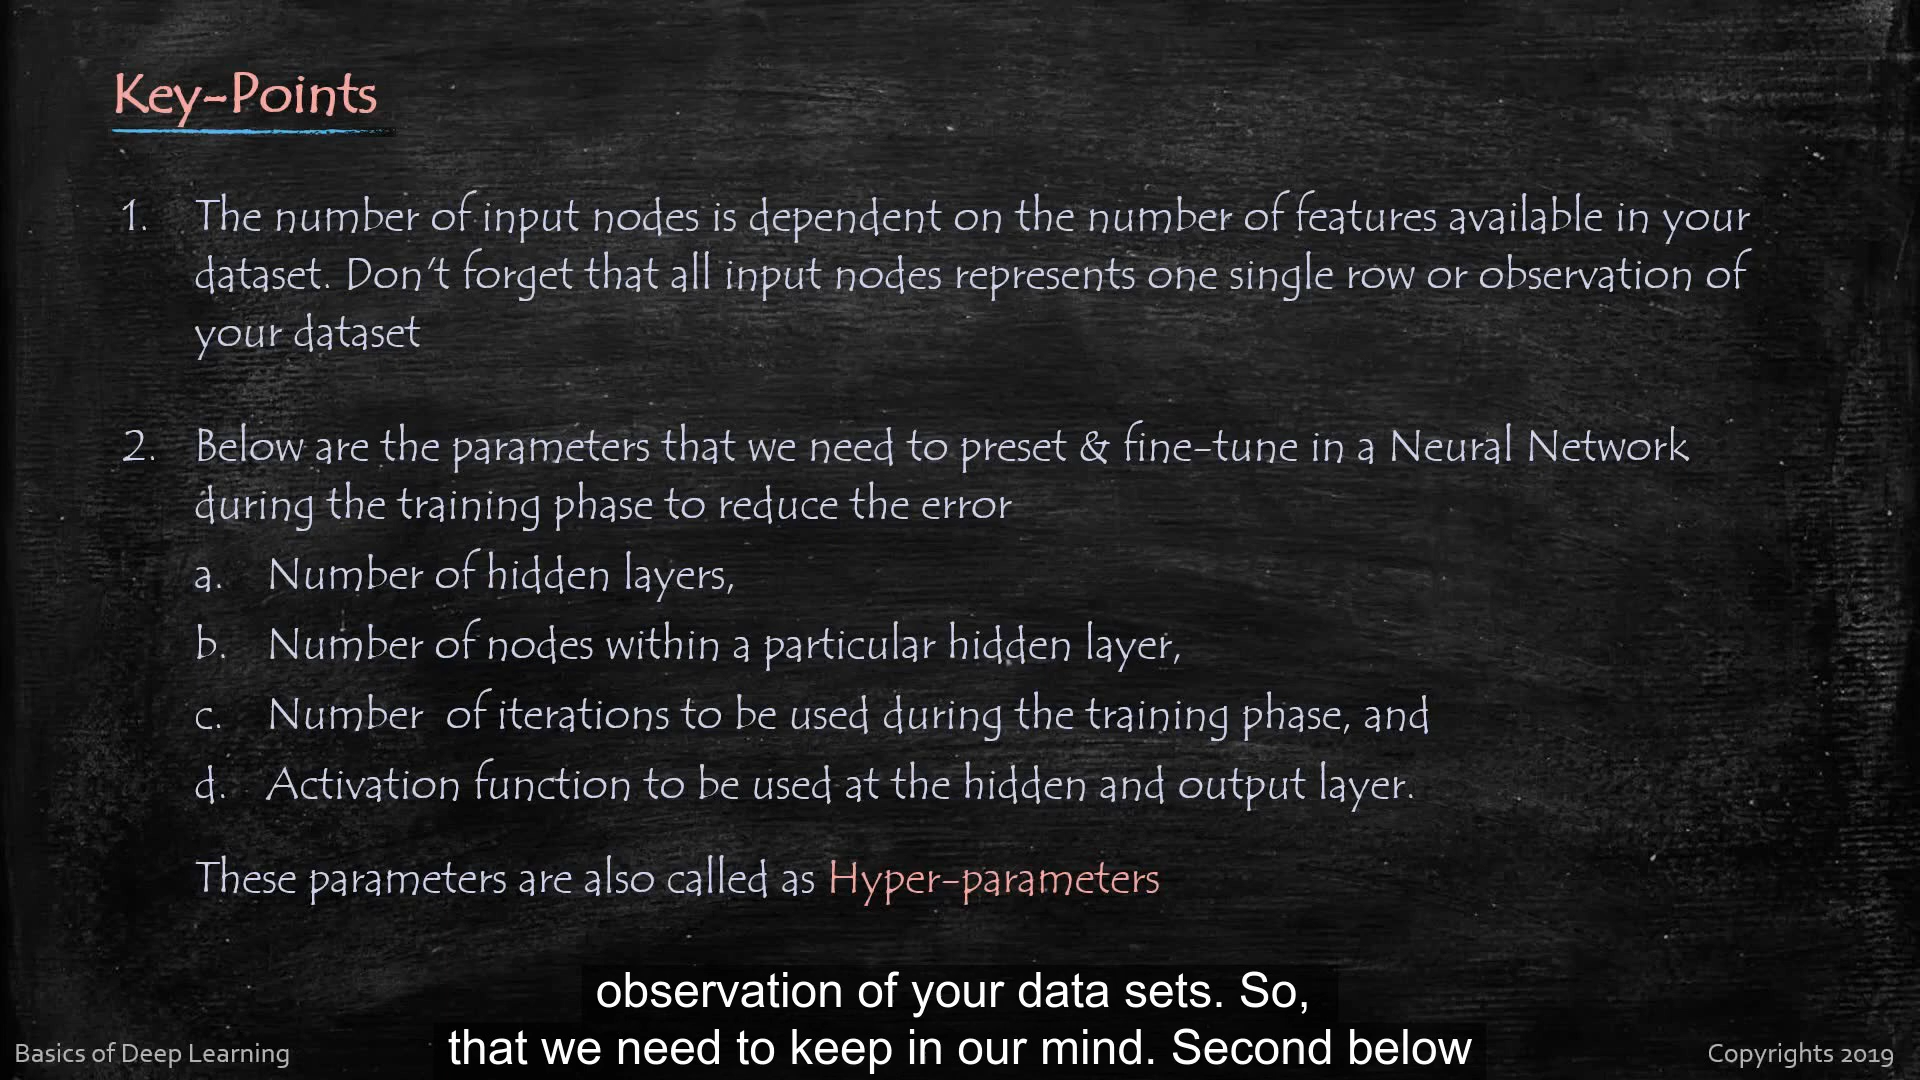 Key-Points
1. The number of input nodes is dependent on the number of features available in your
dataset. Don't forget that all input nodes represents one single row or observation of
your dataset
2. Below are the parameters that we need to preset & fine-tune in a Neural Network
during the training phase to reduce the error
a. Number of hidden layers,
b. Number of nodes within a particular hidden layer,
c. Number of iterations to be used during the training phase, and
d. Activation function to be used at the hidden and output layer.
These parameters are also called as Hyper-parameters
observation of your data sets. So,
that we need to keep in our mind. Second below
Basics of Deep Learning
Copyrights 2019